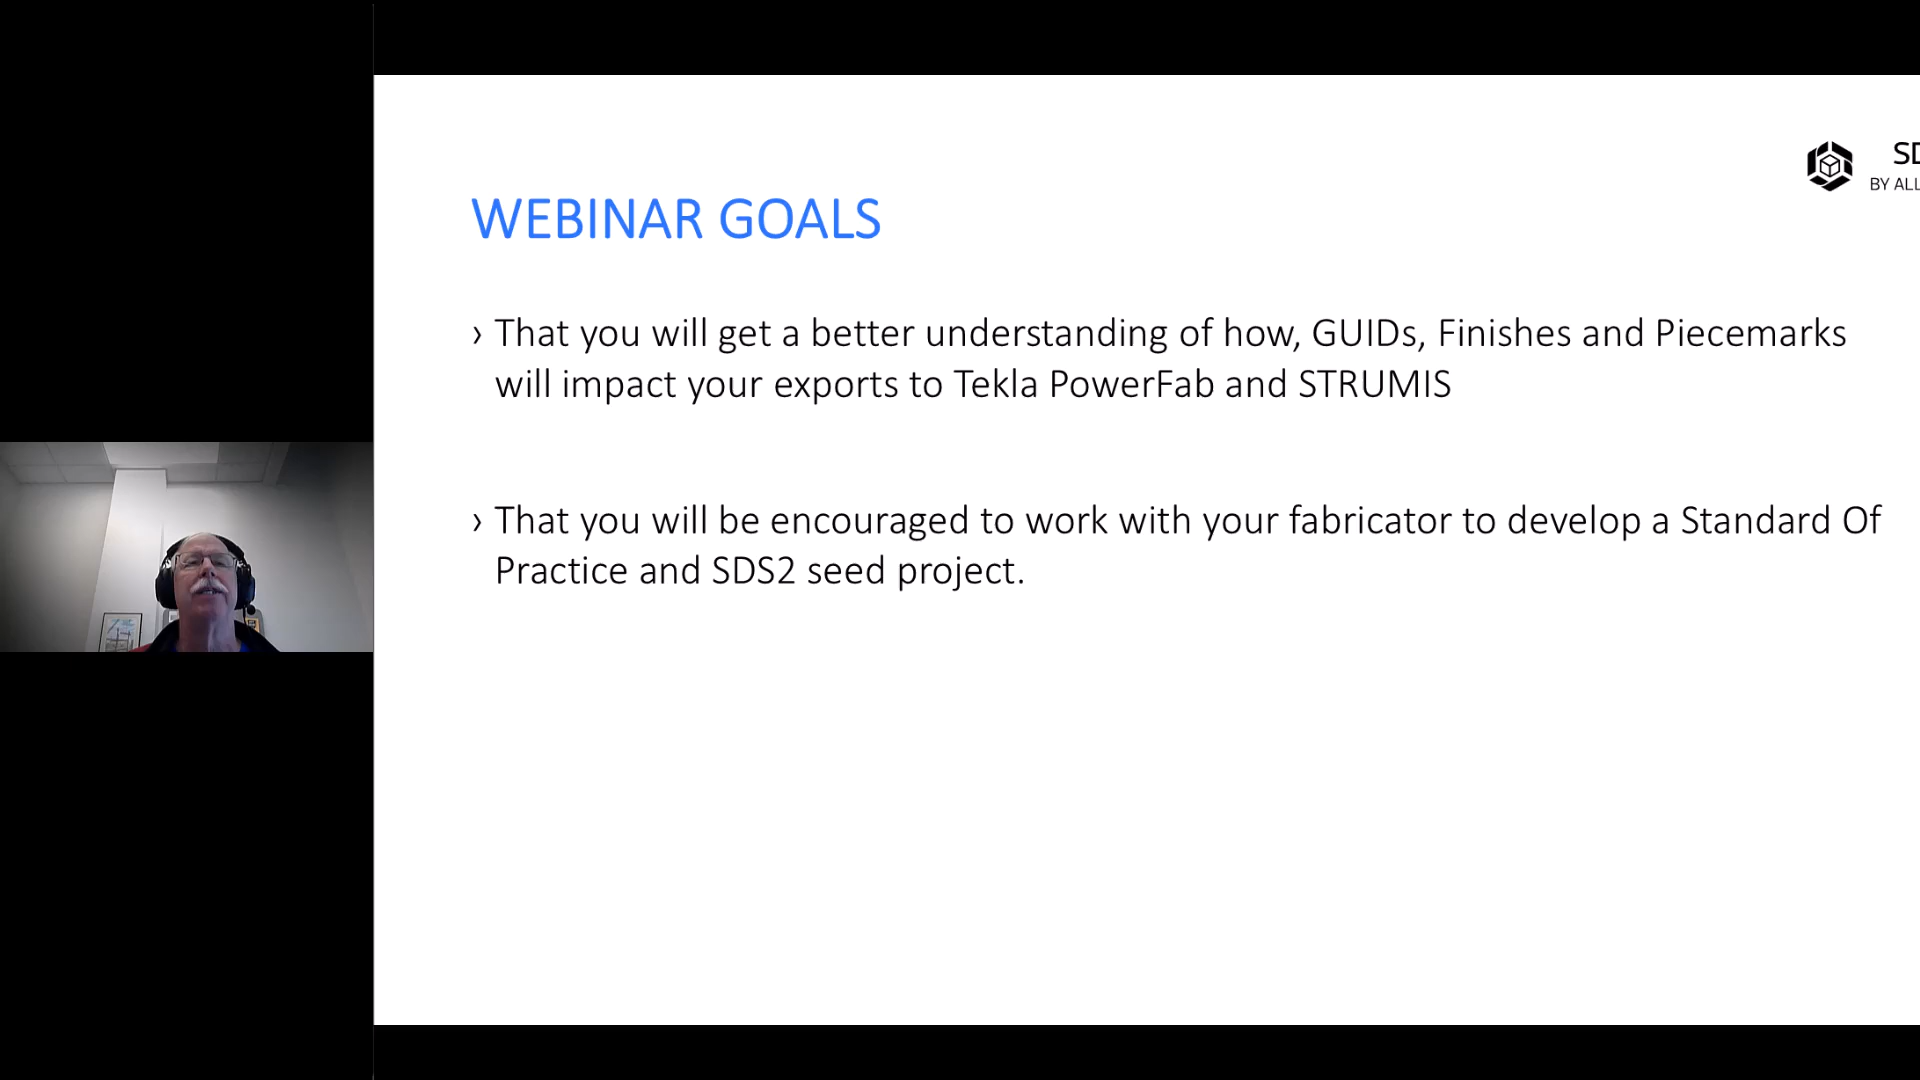 SD
BY ALL
WEBINAR GOALS
› That you will get a better understanding of how, GUIDs, Finishes and Piecemarks
will impact your exports to Tekla PowerFab and STRUMIS
› That you will be encouraged to work with your fabricator to develop a Standard Of
Practice and SDS2 seed project.